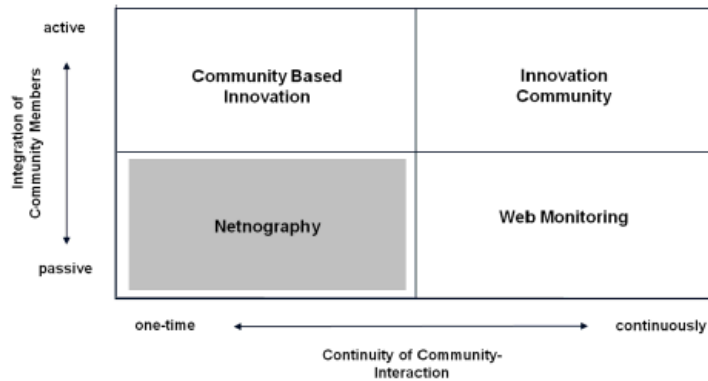 active
Community Based
Innovation
Innovation
Community
Integration of
Community Members
Netnography
Web Monitoring
passive
one-time
continuously
Continuity of Community-
Interaction